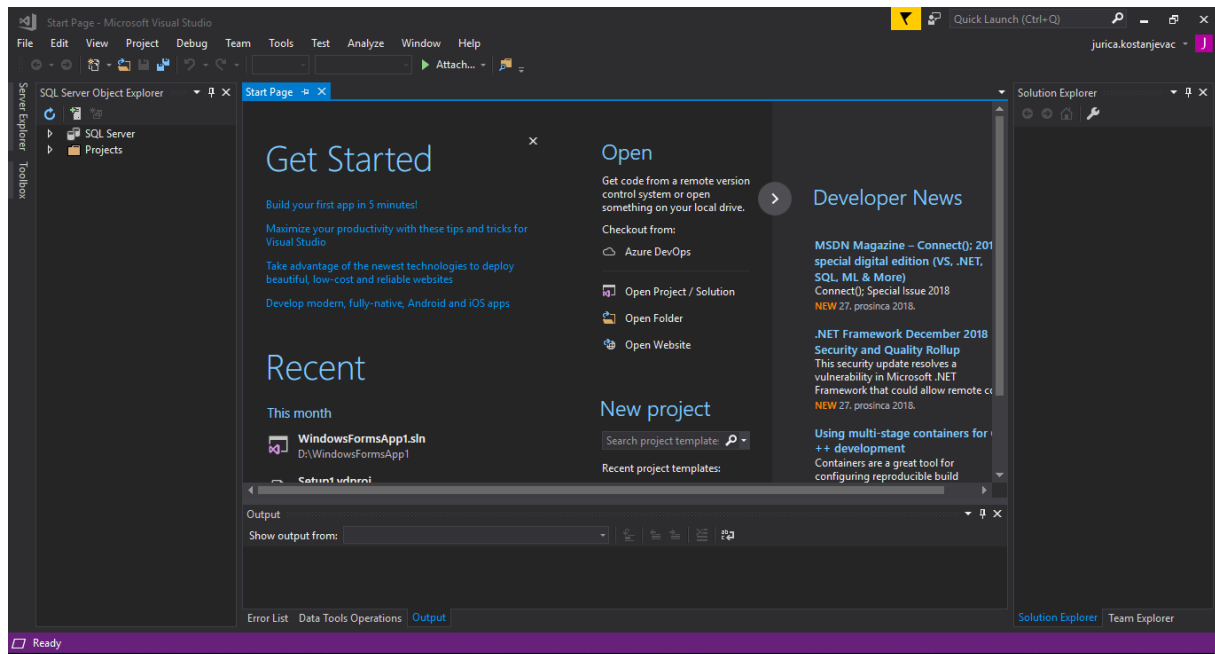 Start Page - Microsoft Visual Studio
Quick Launch (Ctrl+Q)
File Edit View Project Debug Team Tools Test Analyze Window Help
jurica.kostanjevac
J
Attach...
Server Explorer
Toolbox
SQL Server Object Explorer
SQL Server
Projects
Start Page
Get Started
Build your first app in 5 minutes!
Maximize your productivity with these tips and tricks for
Visual Studio
Take advantage of the newest technologies to deploy
beautiful, low-cost and reliable websites
Develop modern, fully-native, Android and iOS apps
Recent
This month
WindowsFormsApp1.sln
D:\WindowsFormsApp1
Setup1.vdproj
Open
Get code from a remote version
control system or open
something on your local drive.
Checkout from:
Azure DevOps
Open Project / Solution
Open Folder
Open Website
New project
Search project template
Recent project templates:
Developer News
MSDN Magazine – Connect(); 201
special digital edition (VS, .NET,
SQL, ML & More)
Connect(); Special Issue 2018
NEW 27. prosinca 2018.
.NET Framework December 2018
Security and Quality Rollup
This security update resolves a
vulnerability in Microsoft .NET
Framework that could allow remote
NEW 27. prosinca 2018.
Using multi-stage containers for
++ development
Containers are a great tool for
configuring reproducible build
Output
Show output from:
Error List Data Tools Operations Output
Solution Explorer
Solution Explorer Team Explorer
Ready